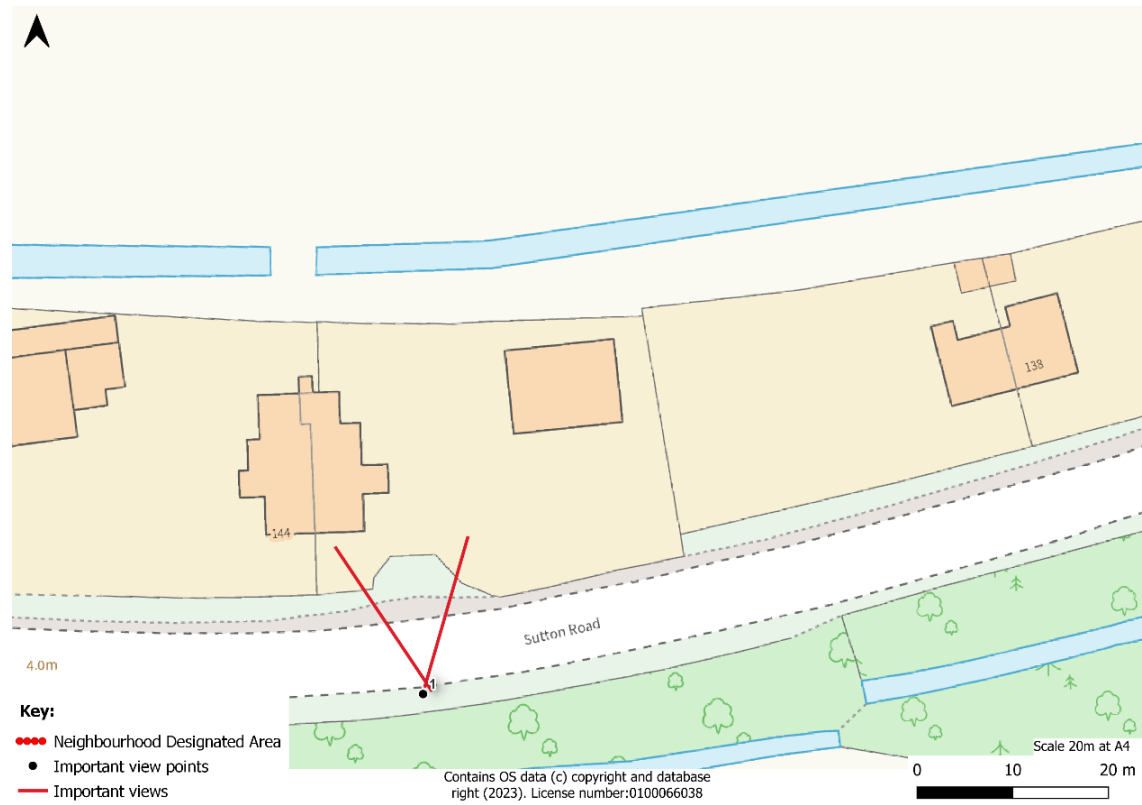 138
144
Sutton Road
4.0m
1
Key:
Neighbourhood Designated Area
Important view points
Important views
Contains OS data (c) copyright and database
right (2023). License number:0100066038
Scale 20m at A4
0 10 20 m